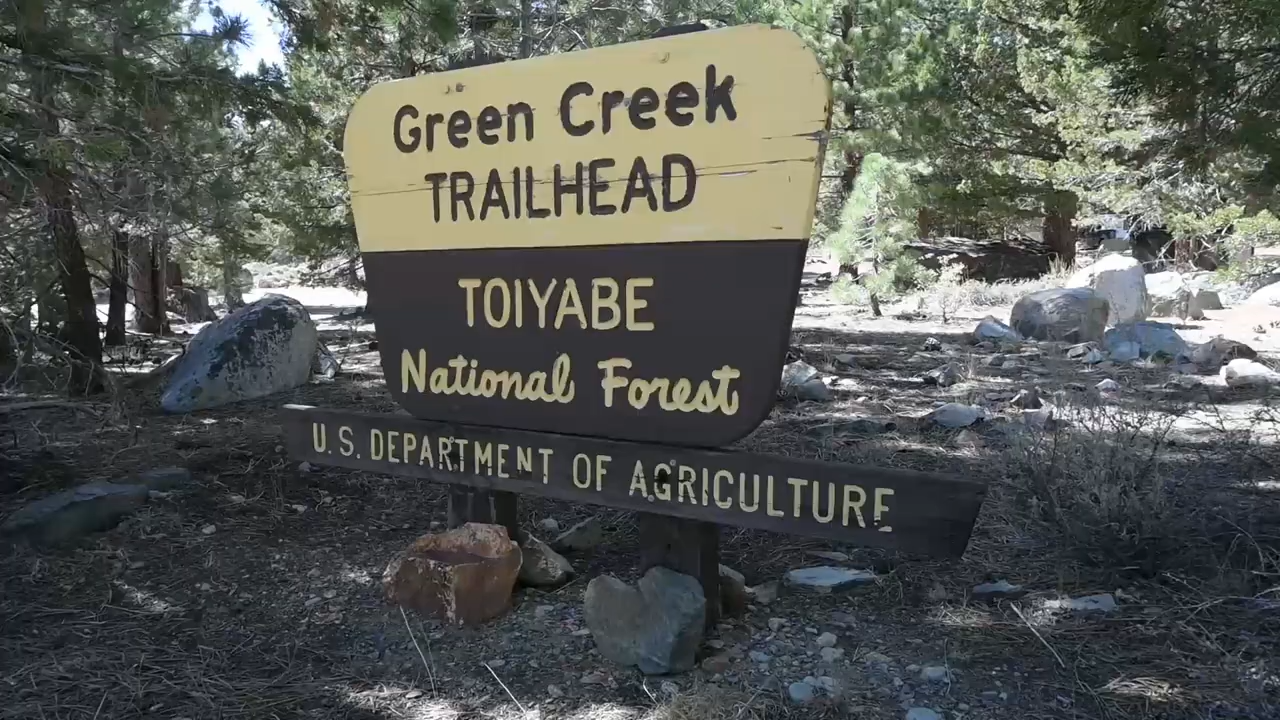 Green Creek
TRAILHEAD
TOIYABE
National Forest
U.S. DEPARTMENT OF AGRICULTURE